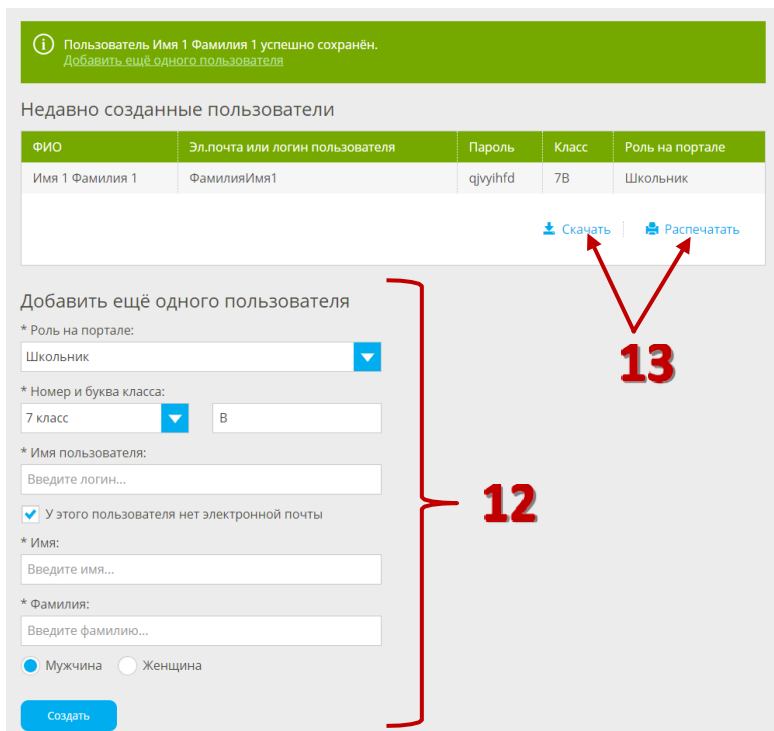 Пользователь Имя 1 Фамилия 1 успешно сохранён.
Добавить ещё одного пользователя
Недавно созданные пользователи
ФИО Эл.почта или логин пользователя Пароль Класс Роль на портале
Имя 1 Фамилия 1 ФамилияИмя1 qjvyihfd 7В Школьник
Скачать Распечатать
13
Добавить ещё одного пользователя
* Роль на портале:
Школьник
* Номер и буква класса:
7 класс В
* Имя пользователя:
Введите логин...
12
У этого пользователя нет электронной почты
* Имя:
Введите имя...
* Фамилия:
Введите фамилию...
Мужчина Женщина
Создать